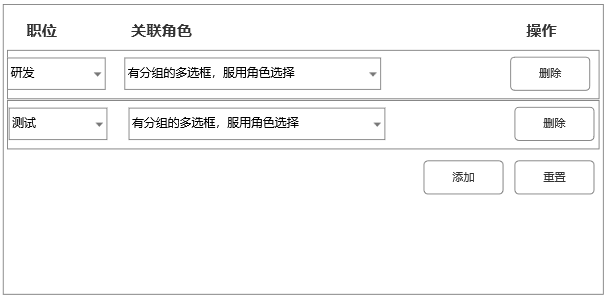 职位 关联角色 操作
研发 有分组的多选框，服用角色选择 删除
测试 有分组的多选框，服用角色选择 删除
添加 重置